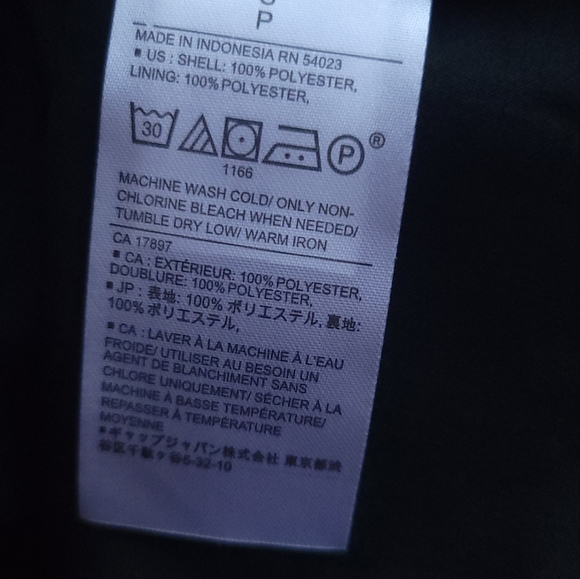 P
MADE IN INDONESIA RN 54023
▪ US : SHELL: 100% POLYESTER,
LINING: 100% POLYESTER,
30 P ®
1166
MACHINE WASH COLD/ ONLY NON-
CHLORINE BLEACH WHEN NEEDED/
TUMBLE DRY LOW/ WARM IRON
CA 17897
▪ CA : EXTÉRIEUR: 100% POLYESTER,
DOUBLURE: 100% POLYESTER,
▪ JP : 表地: 100% ポリエステル, 裏地:
100% ポリエステル,
▪ CA : LAVER À LA MACHINE À L'EAU
FROIDE/ UTILISER AU BESOIN UN
AGENT DE BLANCHIMENT SANS
CHLORE UNIQUEMENT/ SÉCHER À LA
MACHINE À BASSE TEMPÉRATURE/
REPASSER À TEMPÉRATURE
MOYENNE
▪ ギャップジャパン株式会社 東京都渋
谷区千駄ヶ谷5-32-10